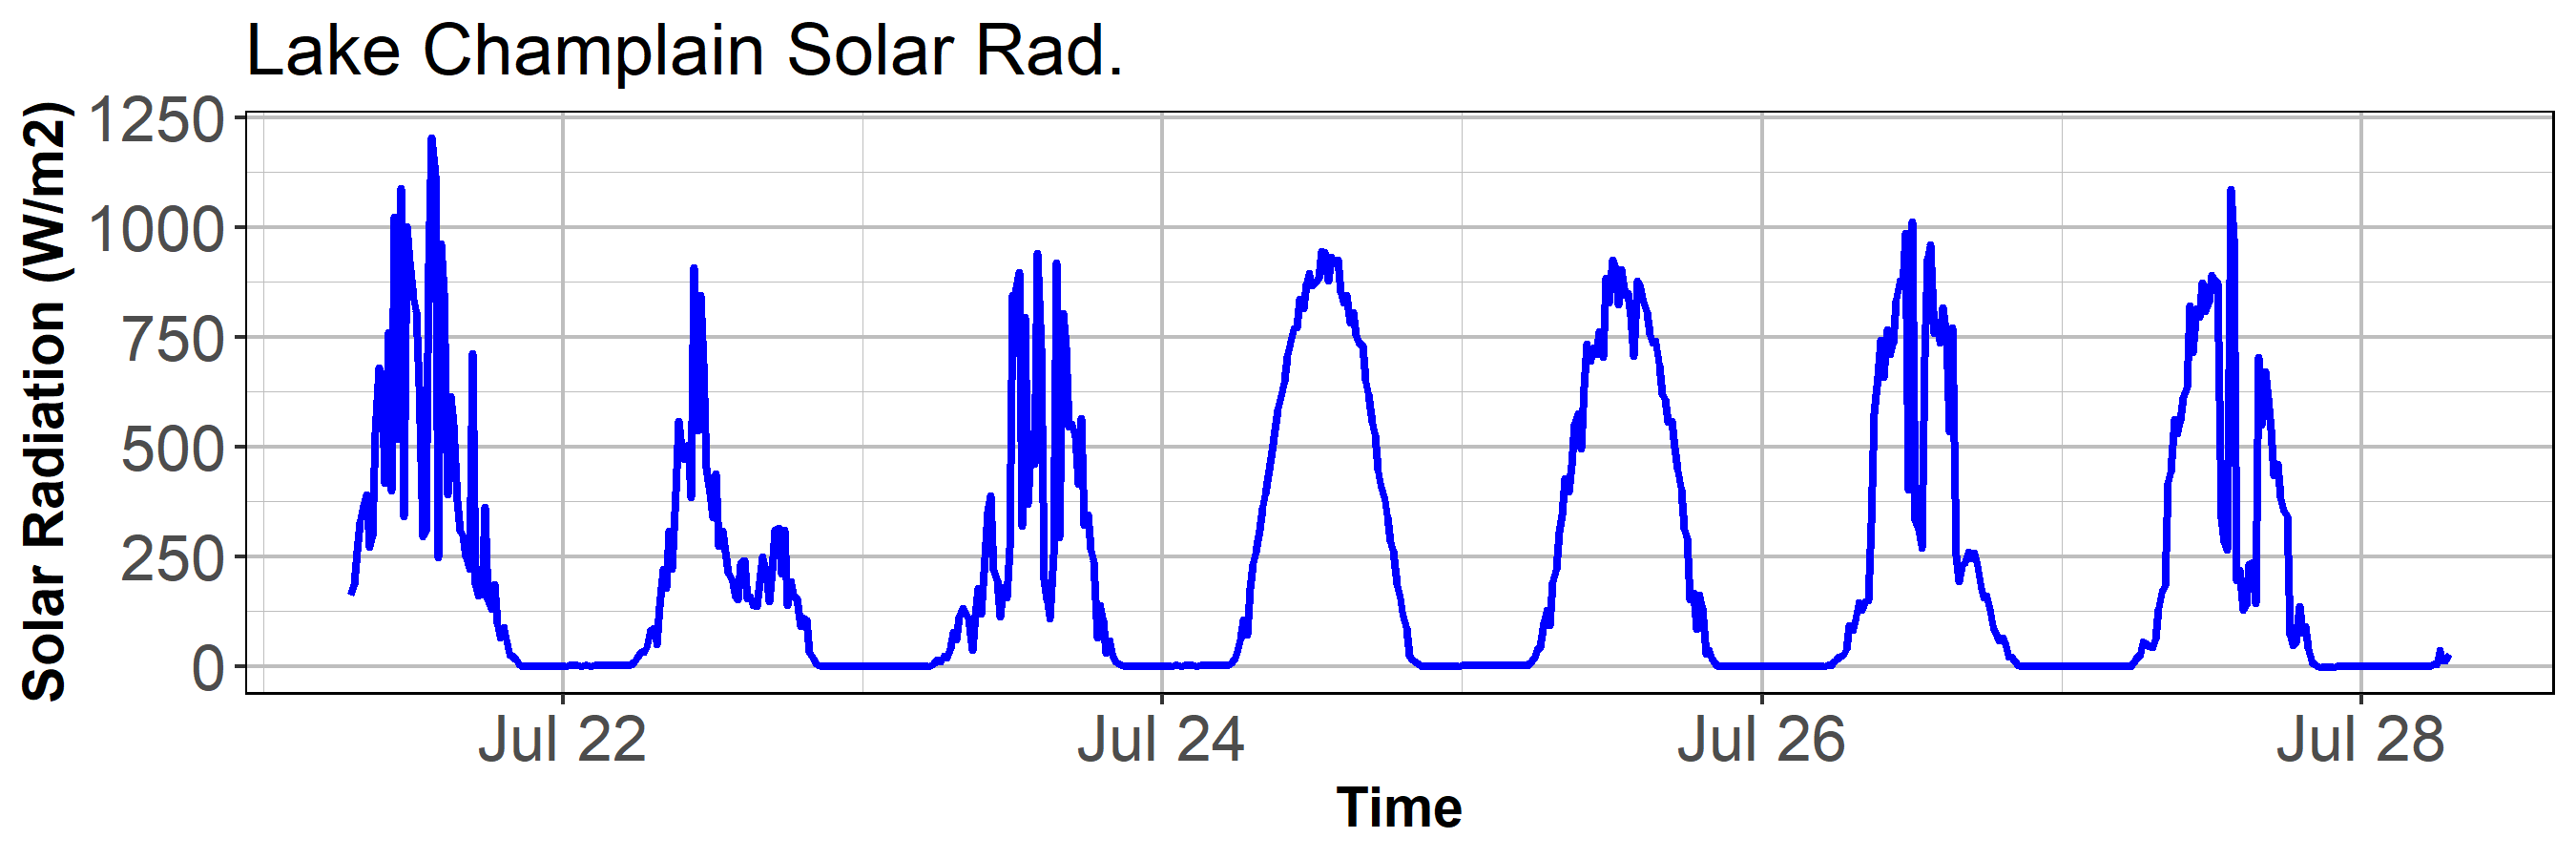 Lake Champlain Solar Rad.
Solar Radiation (W/m2)
1250
1000
750
500
250
0
Jul 22 Jul 24 Jul 26 Jul 28
Time